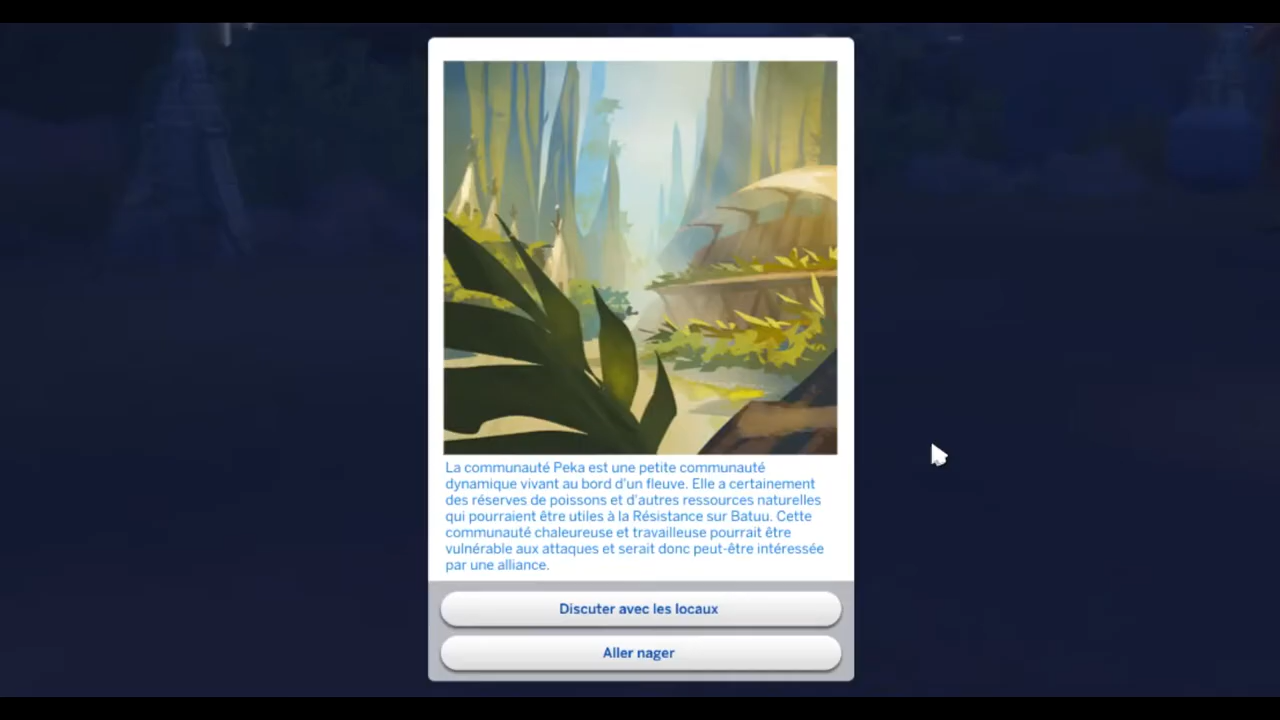 La communauté Peka est une petite communauté
dynamique vivant au bord d'un fleuve. Elle a certainement
des réserves de poissons et d'autres ressources naturelles
qui pourraient être utiles à la Résistance sur Batuu. Cette
communauté chaleureuse et travailleuse pourrait être
vulnérable aux attaques et serait donc peut-être intéressée
par une alliance.
Discuter avec les locaux
Aller nager